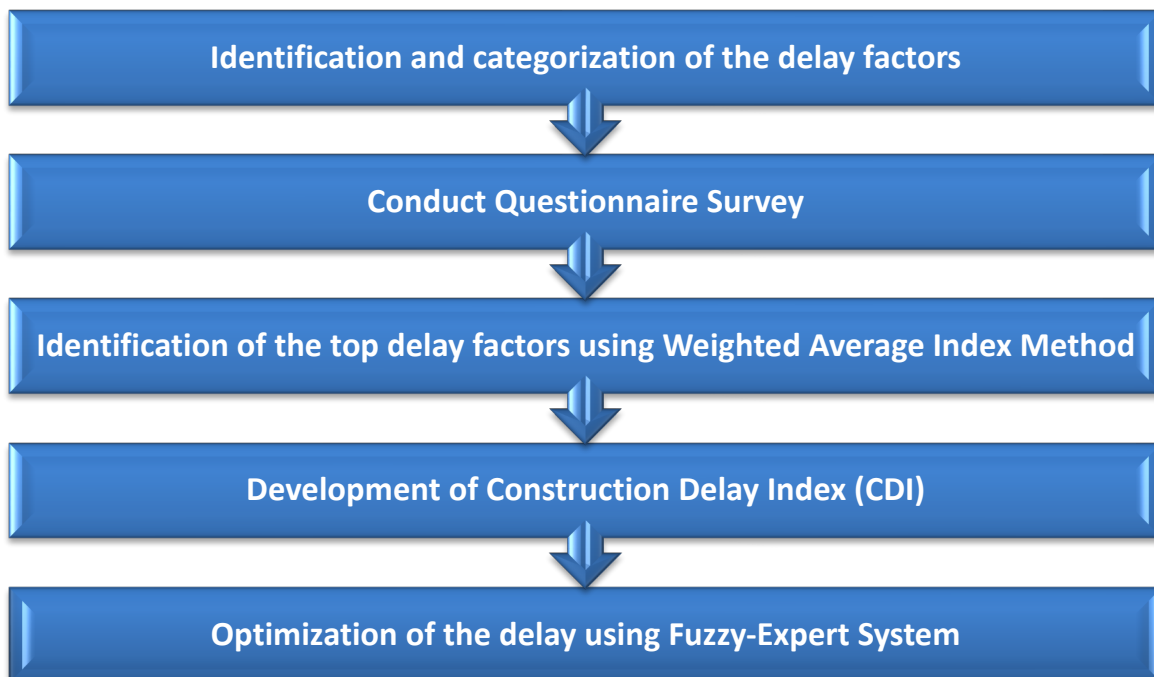 Identification and categorization of the delay factors
Conduct Questionnaire Survey
Identification of the top delay factors using Weighted Average Index Method
Development of Construction Delay Index (CDI)
Optimization of the delay using Fuzzy-Expert System